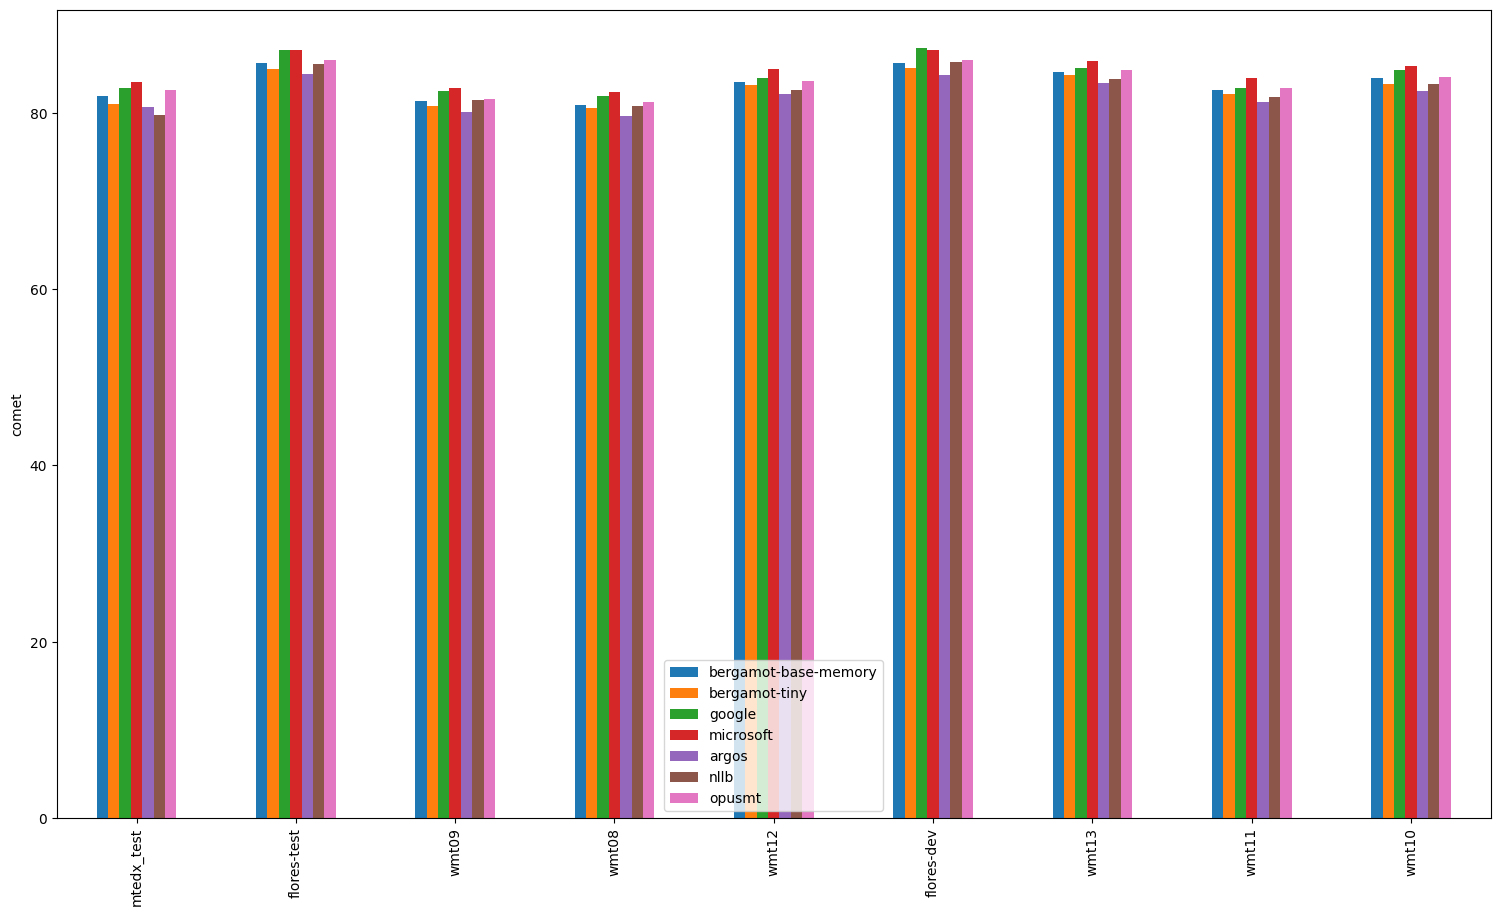 comet
80
60
40
20
0
bergamot-base-memory
bergamot-tiny
google
microsoft
argos
nllb
opusmt
mtedx_test
flores-test
wmt09
wmt08
wmt12
flores-dev
wmt13
wmt11
wmt10